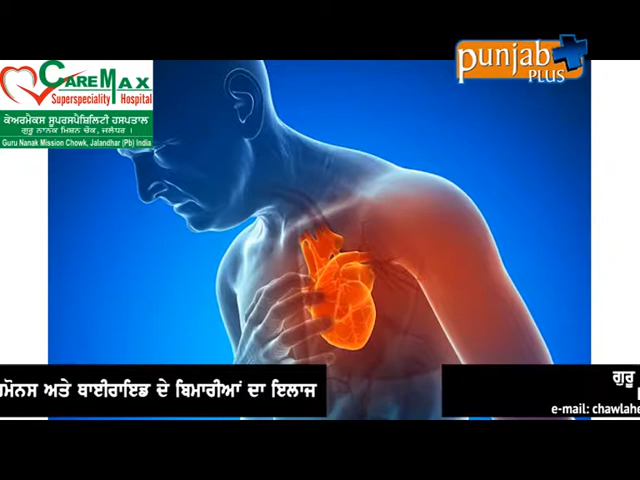 CAREMAX
Superspeciality Hospital
ਕੇਅਰਮੈਕਸ ਸੁਪਰਸਪੈਸ਼ਿਲਿਟੀ ਹਸਪਤਾਲ
ਗੁਰੂ ਨਾਨਕ ਮਿਸ਼ਨ ਚੌਕ, ਜਲੰਧਰ ।
Guru Nanak Mission Chowk, Jalandhar (Pb) India
punjab
PLUS
ਅਤੇ ਥਾਈਰਾਇਡ ਦੇ ਬਿਮਾਰੀਆਂ ਦਾ ਇਲਾਜ
ਗੁਰੂ
e-mail: chawlahe